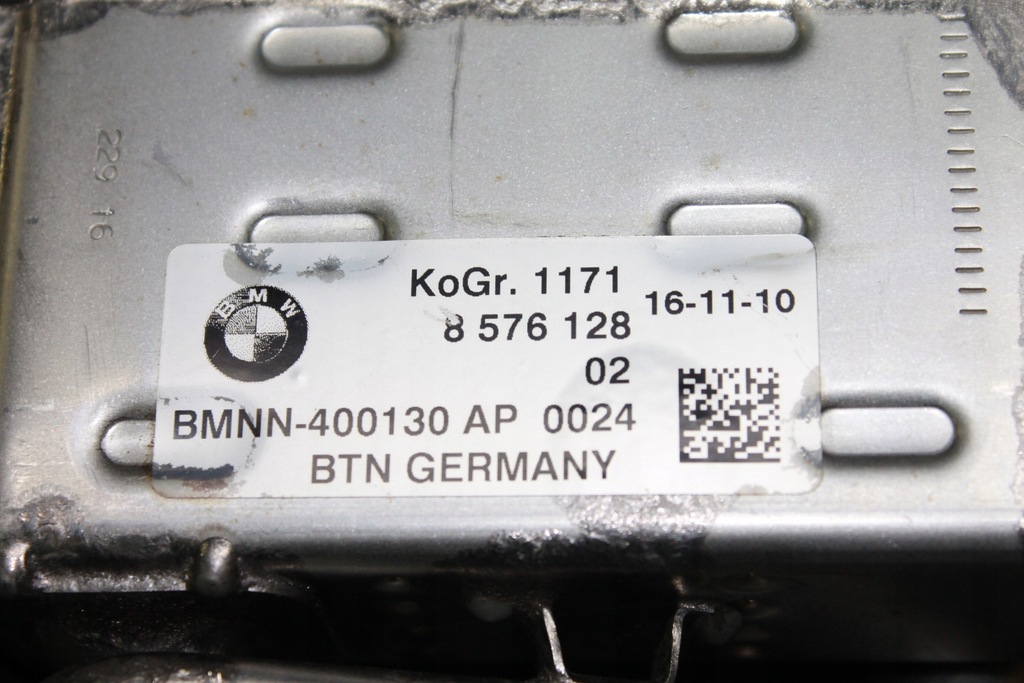 229 16
BMW
KoGr. 1171
8 576 128
16-11-10
02
BMNN-400130 AP 0024
BTN GERMANY